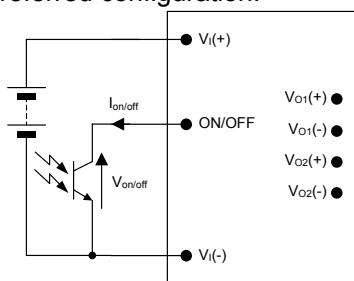 referred configuration.
VI(+)
Ion/off
ON/OFF
Von/off
VO1(+)
VO1(-)
VO2(+)
VO2(-)
VI(-)